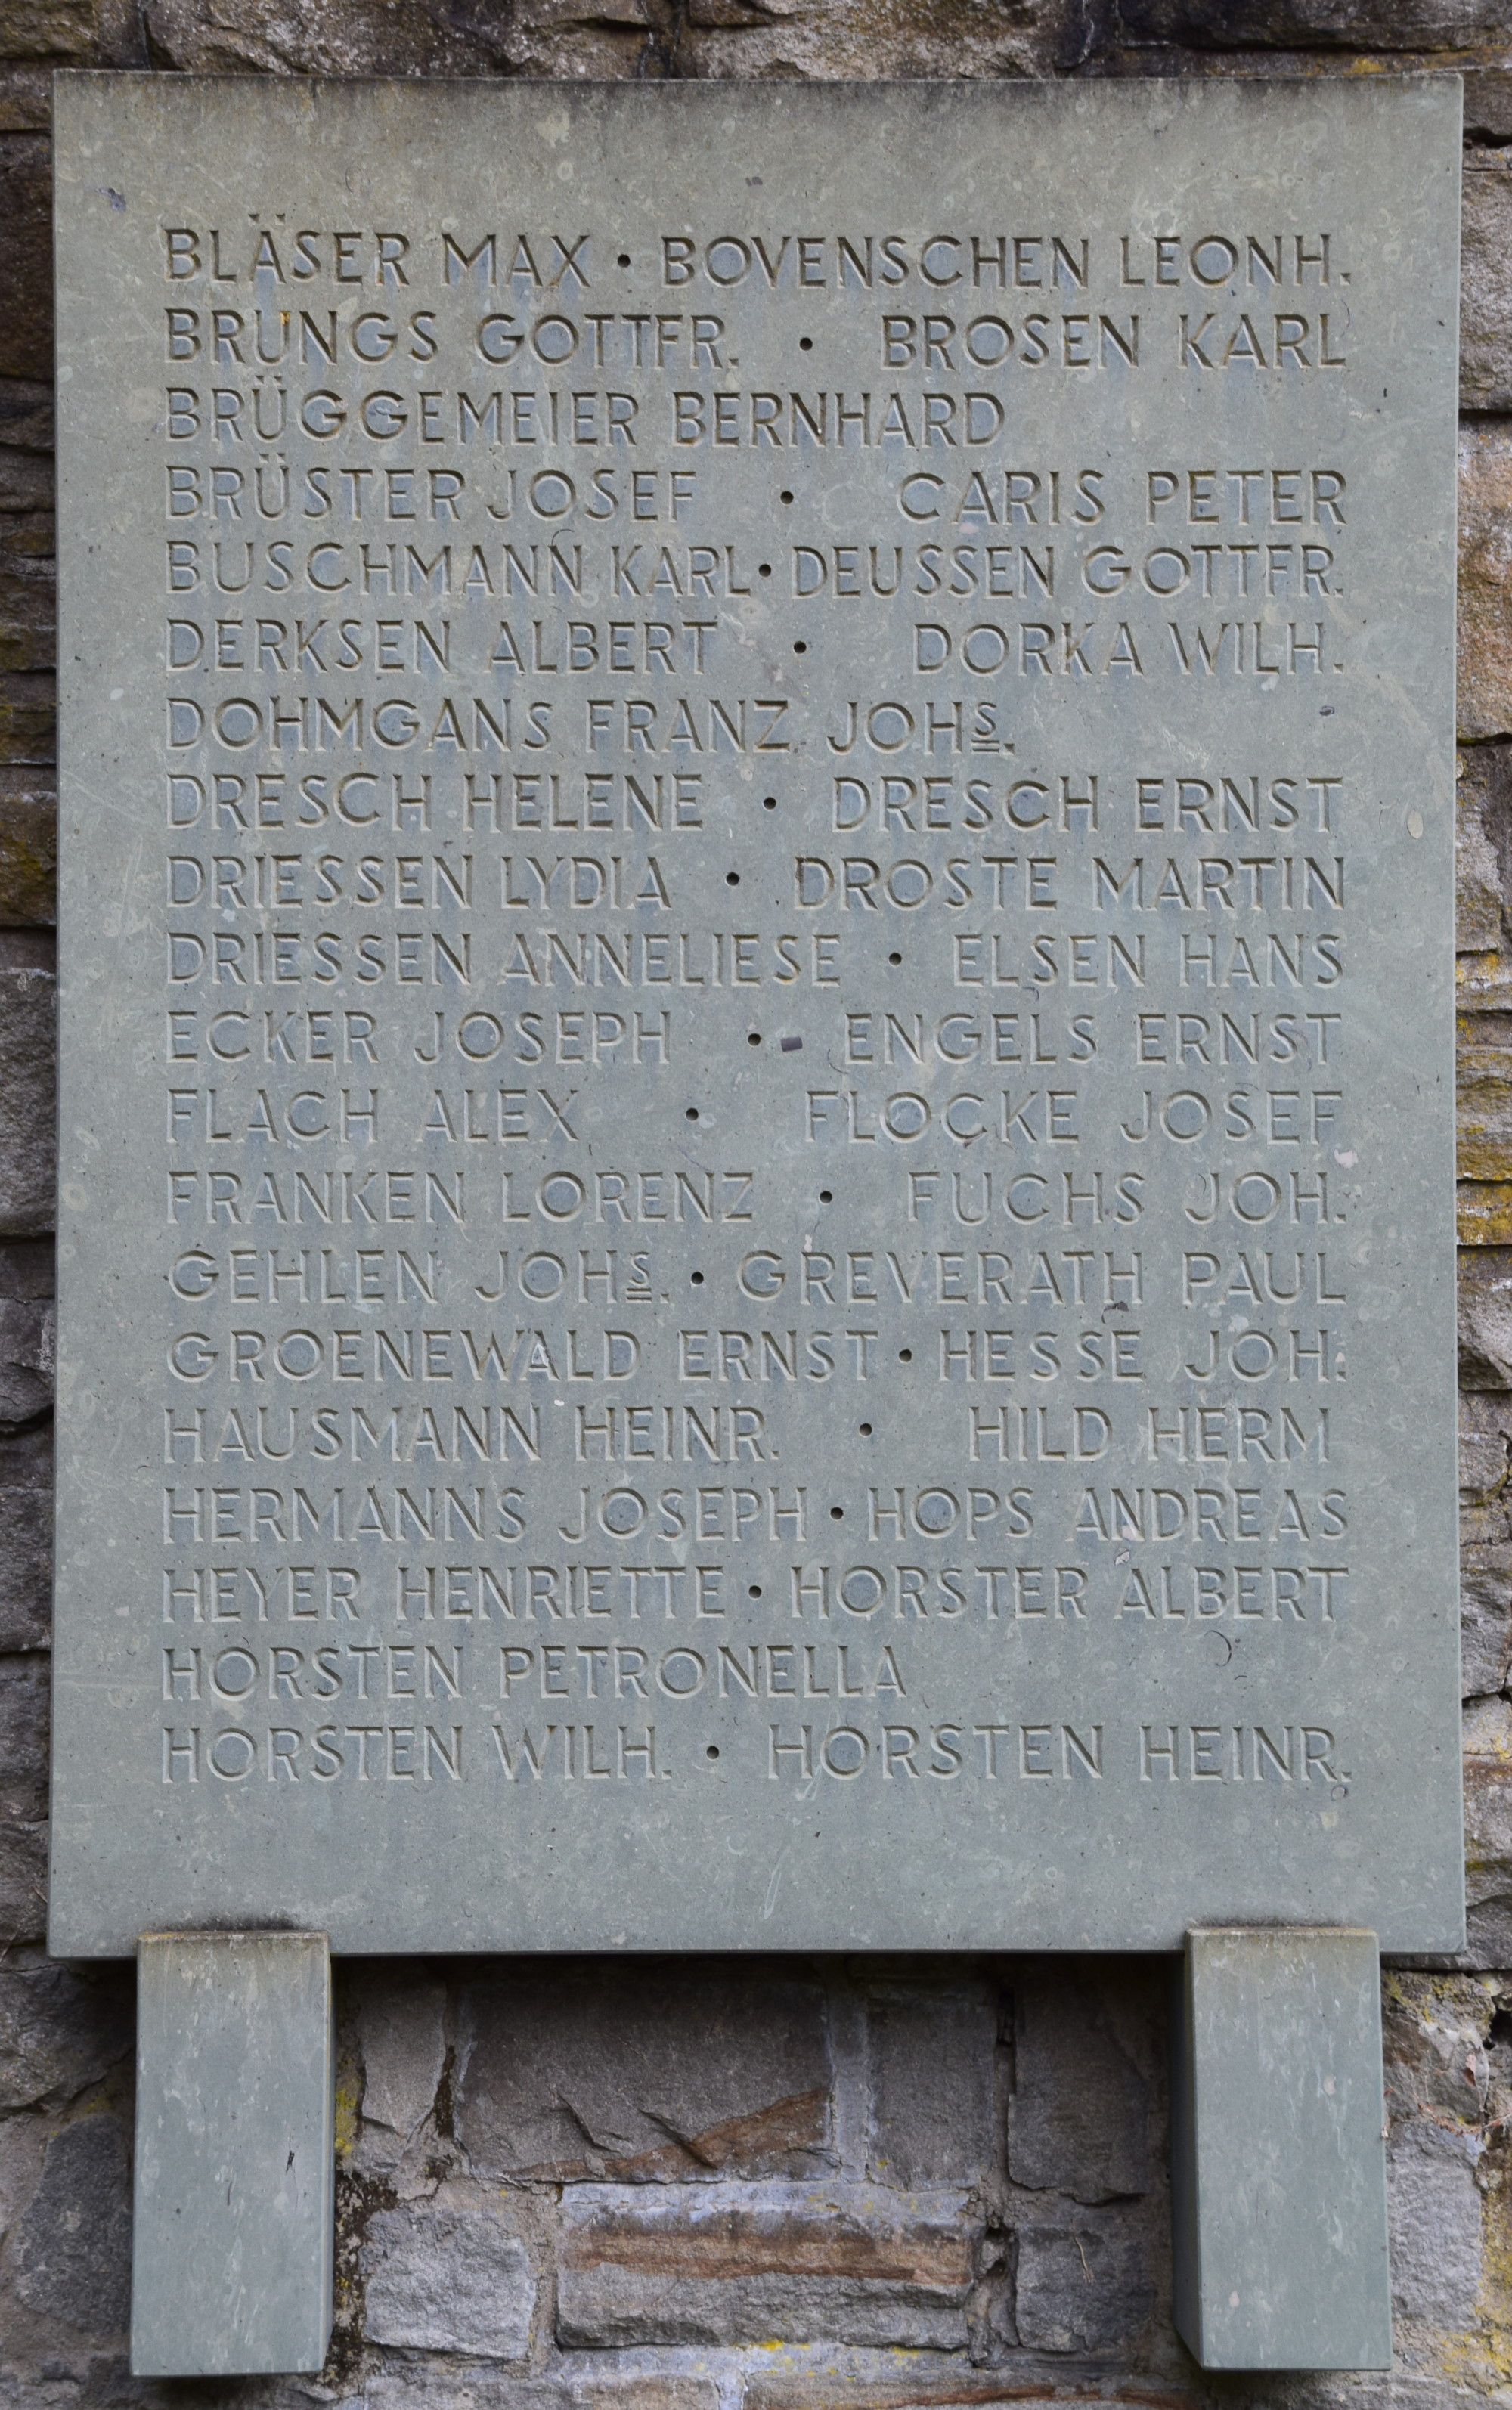 BLÄSER MAX • BOVENSCHEN LEONH.
BRUNGS GOTTFR. • BROSEN KARL
BRÜGGEMEIER BERNHARD
BRÜSTER JOSEF • CARIS PETER
BUSCHMANN KARL • DEUSSEN GOTTFR.
DERKSEN ALBERT • DORKA WILH.
DOHMGANS FRANZ JOHS.
DRESCH HELENE • DRESCH ERNST
DRIESSEN LYDIA • DROSTE MARTIN
DRIESSEN ANNELIESE • ELSEN HANS
ECKER JOSEPH • ENGELS ERNST
FLACH ALEX • FLOCKE JOSEF
FRANKEN LORENZ • FUCHS JOH.
GEHLEN JOHS. • GREVERATH PAUL
GROENEWALD ERNST • HESSE JOH.
HAUSMANN HEINR. • HILD HERM
HERMANNS JOSEPH • HOPS ANDREAS
HEYER HENRIETTE • HORSTER ALBERT
HORSTEN PETRONELLA
HORSTEN WILH. • HORSTEN HEINR.